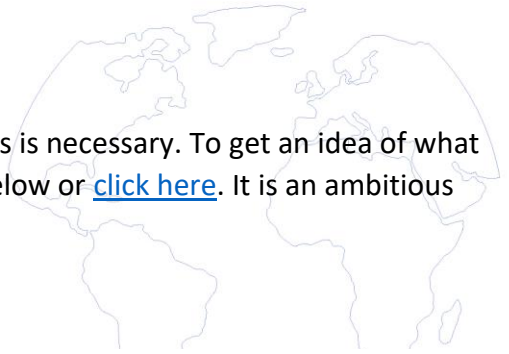 s is necessary. To get an idea of what
elow or click here. It is an ambitious